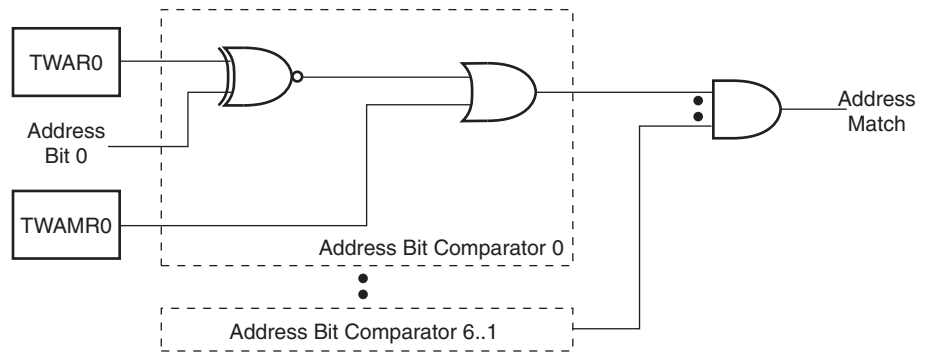 TWAR0
Address
Bit 0
TWAMR0
Address Bit Comparator 0
Address Bit Comparator 6..1
Address
Match